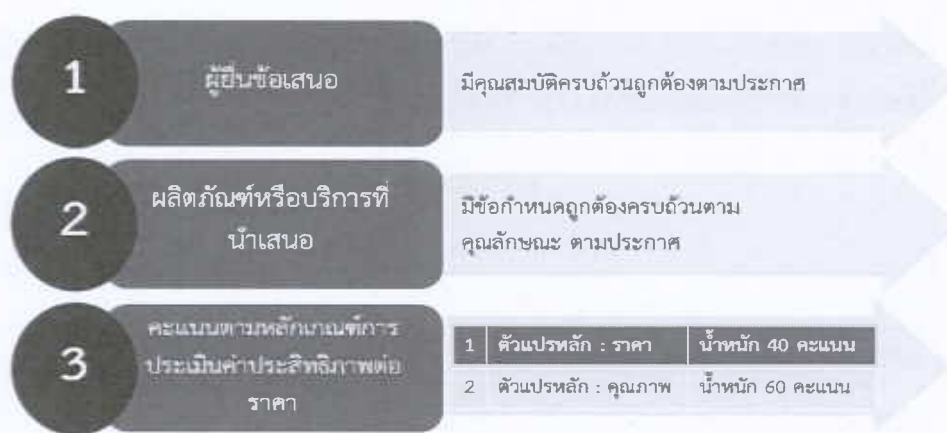 1
ผู้ยื่นข้อเสนอ
มีคุณสมบัติครบถ้วนถูกต้องตามประกาศ
2
ผลิตภัณฑ์หรือบริการที่
นำเสนอ
มีข้อกำหนดถูกต้องครบถ้วนตาม
คุณลักษณะ ตามประกาศ
3
คะแนนตามหลักเกณฑ์การ
ประเมินค่าประสิทธิภาพต่อ
ราคา
1 ตัวแปรหลัก : ราคา น้ำหนัก 40 คะแนน
2 ตัวแปรหลัก : คุณภาพ น้ำหนัก 60 คะแนน